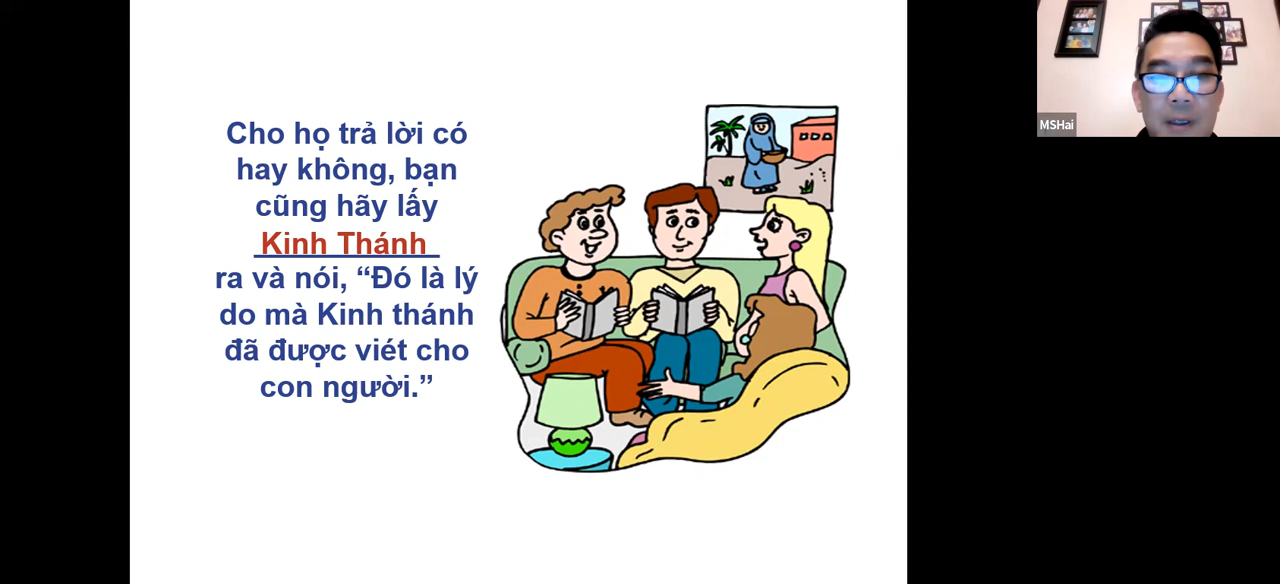 Cho họ trả lời có
hay không, bạn
cũng hãy lấy
Kinh Thánh
ra và nói, “Đó là lý
do mà Kinh thánh
đã được viét cho
con người.”
MSHai